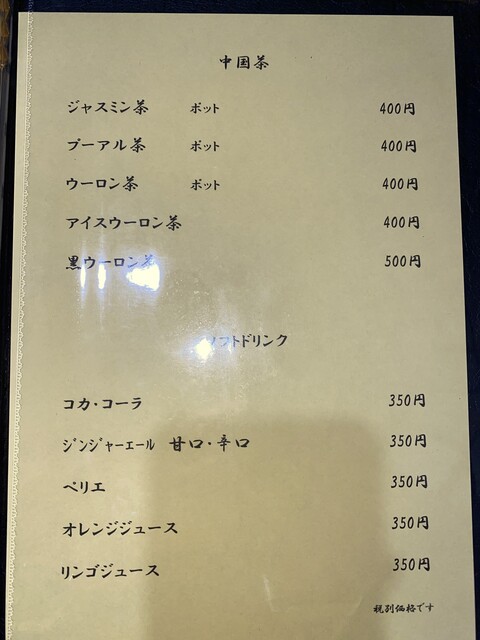 中国茶
ジャスミン茶 ポット 400円
プーアル茶 ポット 400円
ウーロン茶 ポット 400円
アイスウーロン茶 400円
黒ウーロン茶 500円
ソフトドリンク
コカ・コーラ 350円
ジンジャーエール 甘口・辛口 350円
ペリエ 350円
オレンジジュース 350円
リンゴジュース 350円
税別価格です